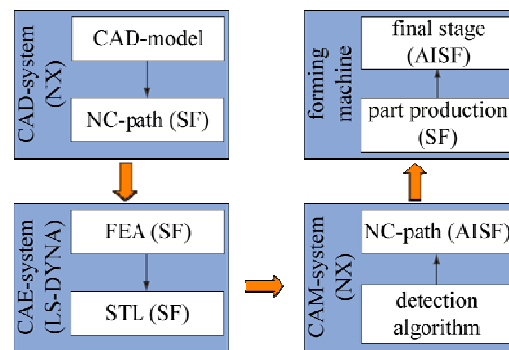 CAD-system
(NX)
CAD-model
NC-path (SF)
forming
machine
final stage
(AISF)
part production
(SF)
CAE-system
(LS-DYNA)
FEA (SF)
STL (SF)
CAM-system
(NX)
NC-path (AISF)
detection
algorithm